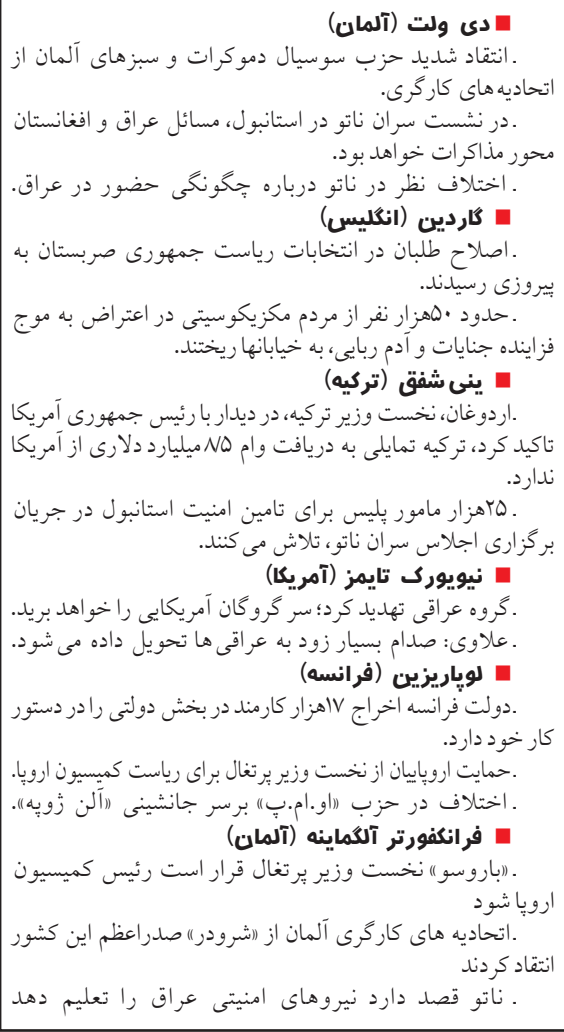 ■ دی ولت (آلمان)
.انتقاد شدید حزب سوسیال دموکرات و سبزهای آلمان از
اتحادیه‌های کارگری.
.در نشست سران ناتو در استانبول، مسائل عراق و افغانستان
محور مذاکرات خواهد بود.
.اختلاف نظر در ناتو درباره چگونگی حضور در عراق.
■ گاردین (انگلیس)
.اصلاح طلبان در انتخابات ریاست جمهوری صربستان به
پیروزی رسیدند.
.حدود ۵۰هزار نفر از مردم مکزیکوسیتی در اعتراض به موج
فزاینده جنایات و آدم ربایی، به خیابانها ریختند.
■ ینی شفق (ترکیه)
.اردوغان، نخست وزیر ترکیه، در دیدار با رئیس جمهوری آمریکا
تاکید کرد، ترکیه تمایلی به دریافت وام ۸/۵میلیارد دلاری از آمریکا
ندارد.
.۲۵هزار مامور پلیس برای تامین امنیت استانبول در جریان
برگزاری اجلاس سران ناتو، تلاش می‌کنند.
■ نیویورک تایمز (آمریکا)
.گروه عراقی تهدید کرد؛ سر گروگان آمریکایی را خواهد برید.
.علاوی: صدام بسیار زود به عراقی‌ها تحویل داده می‌شود.
■ لوپاریزین (فرانسه)
.دولت فرانسه اخراج ۱۷هزار کارمند در بخش دولتی را در دستور
کار خود دارد.
.حمایت اروپاییان از نخست وزیر پرتغال برای ریاست کمیسیون اروپا.
.اختلاف در حزب «او.ام.پ» برسر جانشینی «آلن ژوپه».
■ فرانکفورتر آلگماینه (آلمان)
.«باروسو» نخست وزیر پرتغال قرار است رئیس کمیسیون
اروپا شود
.اتحادیه های کارگری آلمان از «شرودر» صدراعظم این کشور
انتقاد کردند
.ناتو قصد دارد نیروهای امنیتی عراق را تعلیم دهد